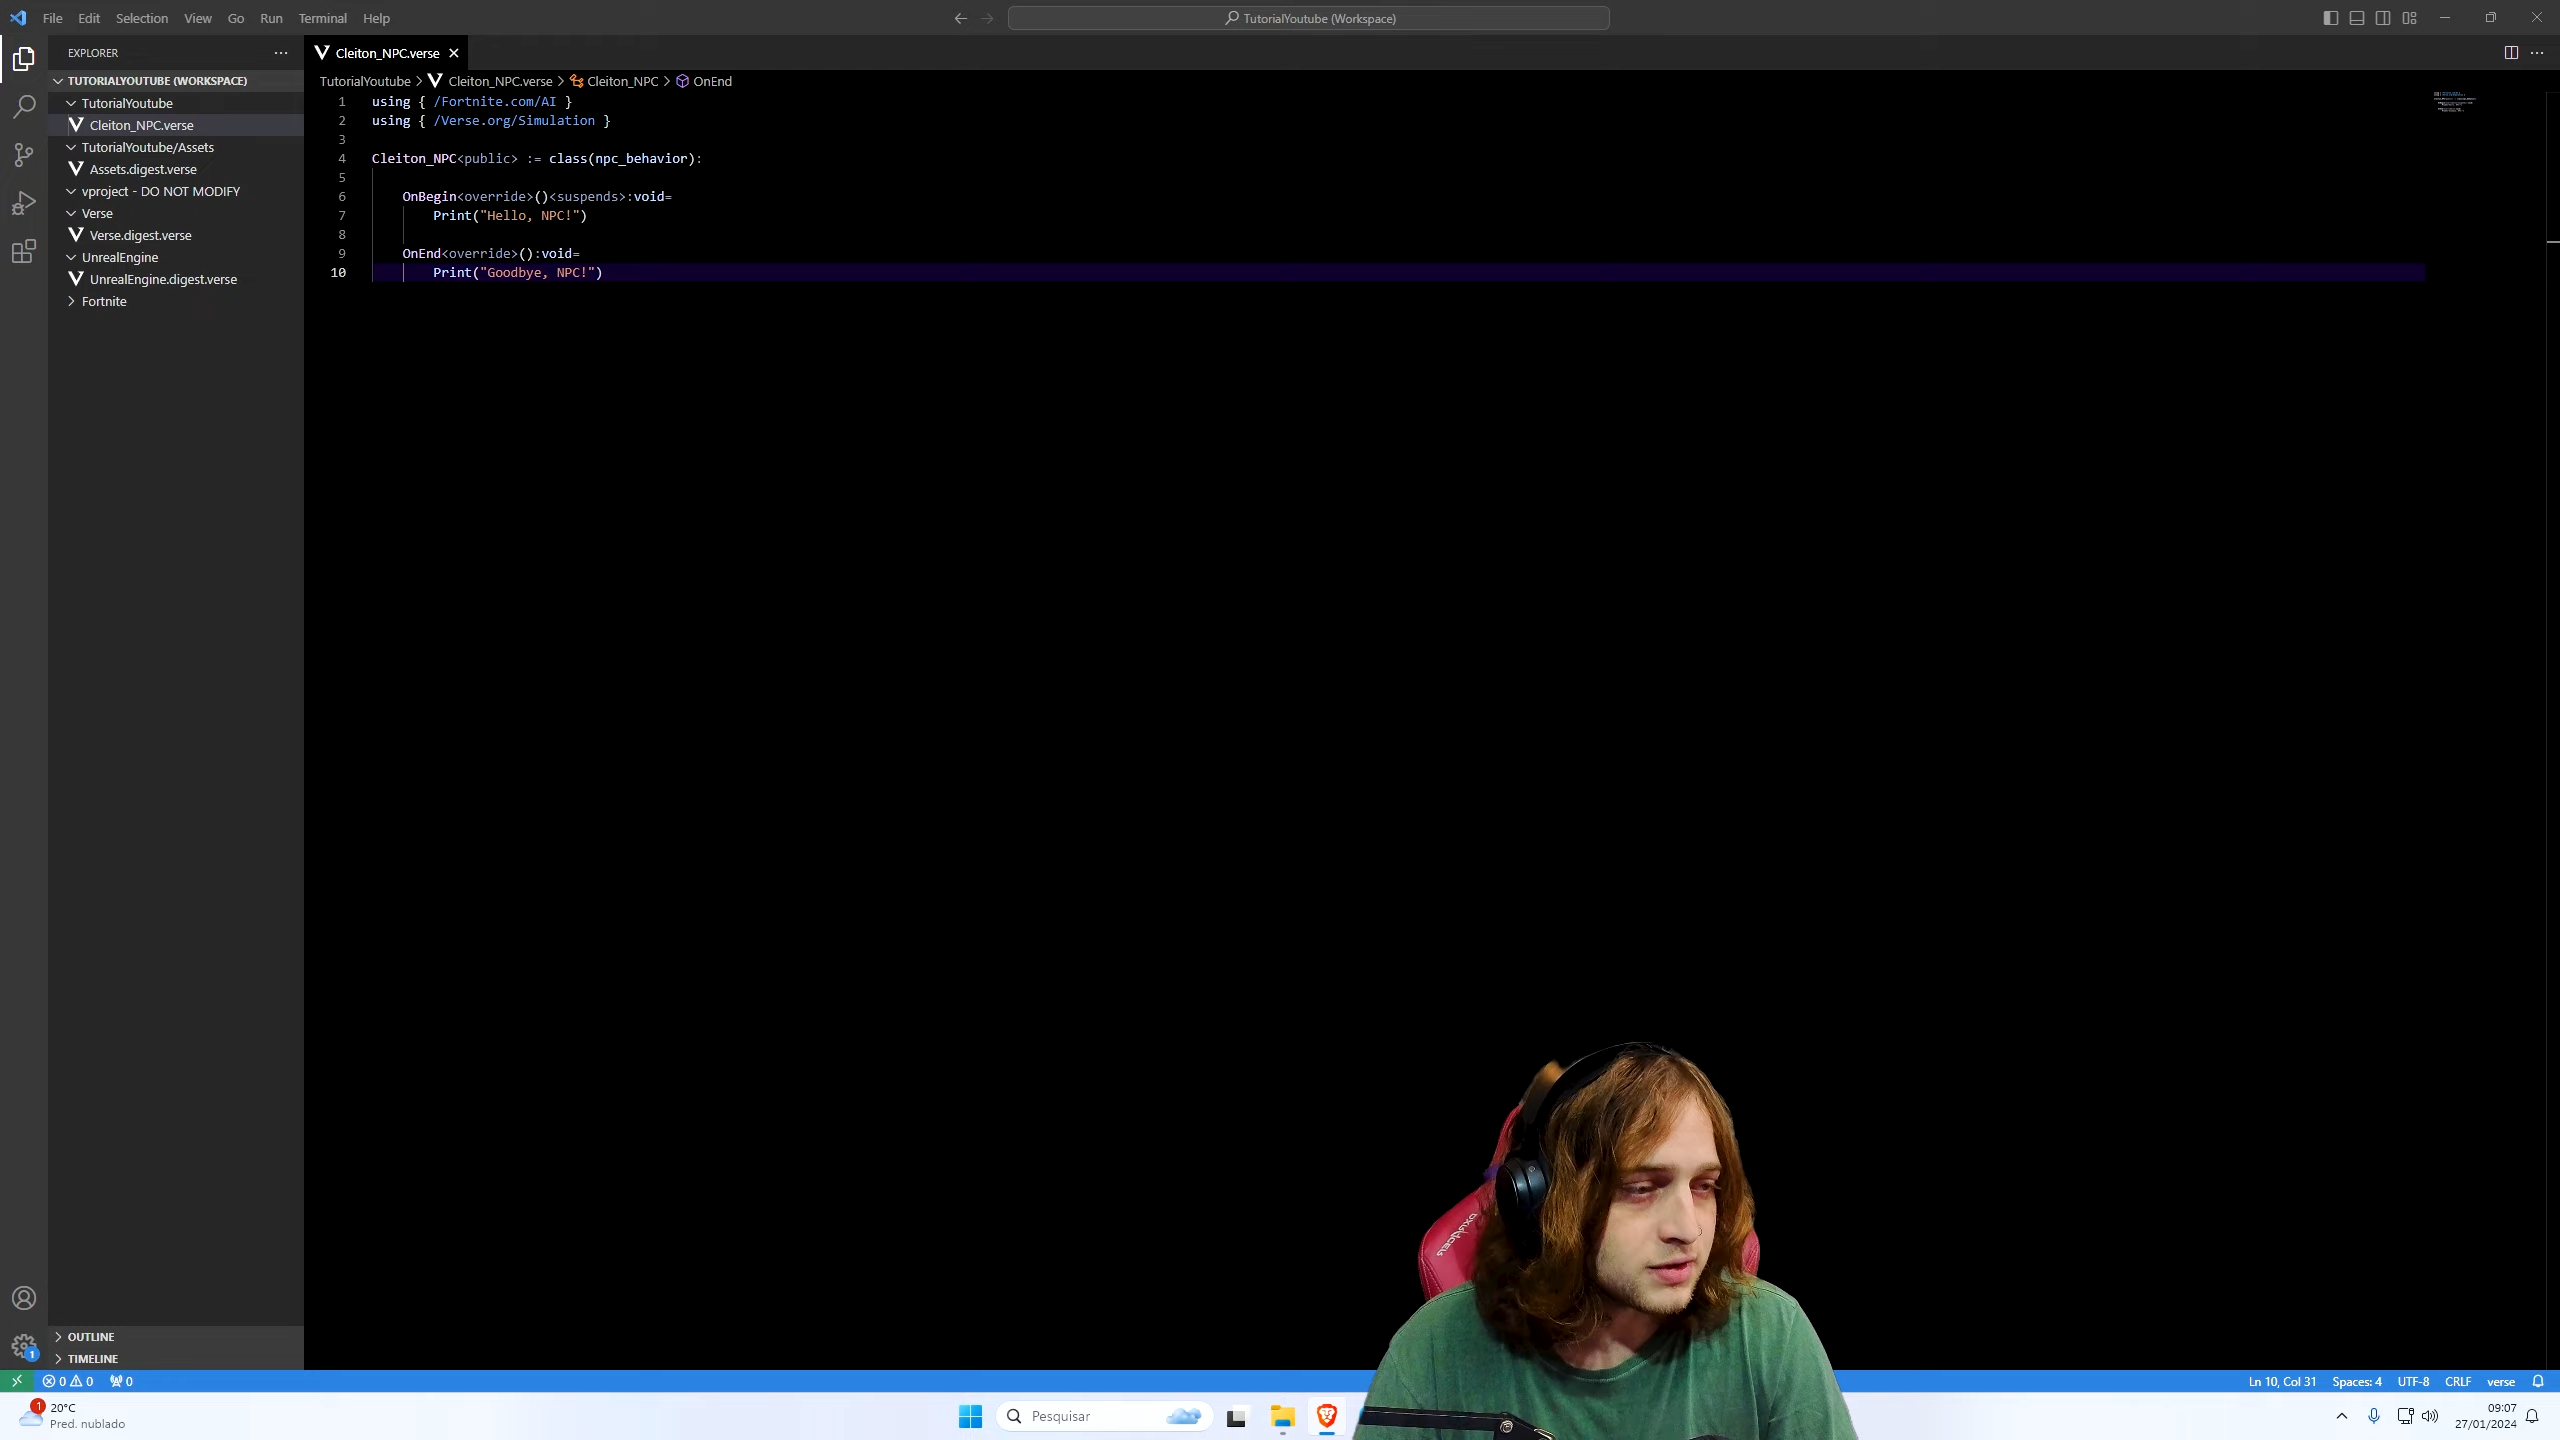 File Edit Selection View Go Run Terminal Help
TutorialYoutube (Workspace)
EXPLORER
TUTORIALYOUTUBE (WORKSPACE)
TutorialYoutube
Cleiton_NPC.verse
TutorialYoutube/Assets
Assets.digest.verse
vproject - DO NOT MODIFY
Verse
Verse.digest.verse
UnrealEngine
UnrealEngine.digest.verse
Fortnite
OUTLINE
TIMELINE
Cleiton_NPC.verse
TutorialYoutube > Cleiton_NPC.verse > Cleiton_NPC > OnEnd
1 using { /Fortnite.com/AI }
2 using { /Verse.org/Simulation }
3
4 Cleiton_NPC<public> := class(npc_behavior):
5
6 OnBegin<override>()<suspends>:void=
7 Print("Hello, NPC!")
8
9 OnEnd<override>():void=
10 Print("Goodbye, NPC!")
DXRACER
1
0 0 0
Ln 10, Col 31 Spaces: 4 UTF-8 CRLF verse
1
20°C
Pred. nublado
Pesquisar
09:07
27/01/2024